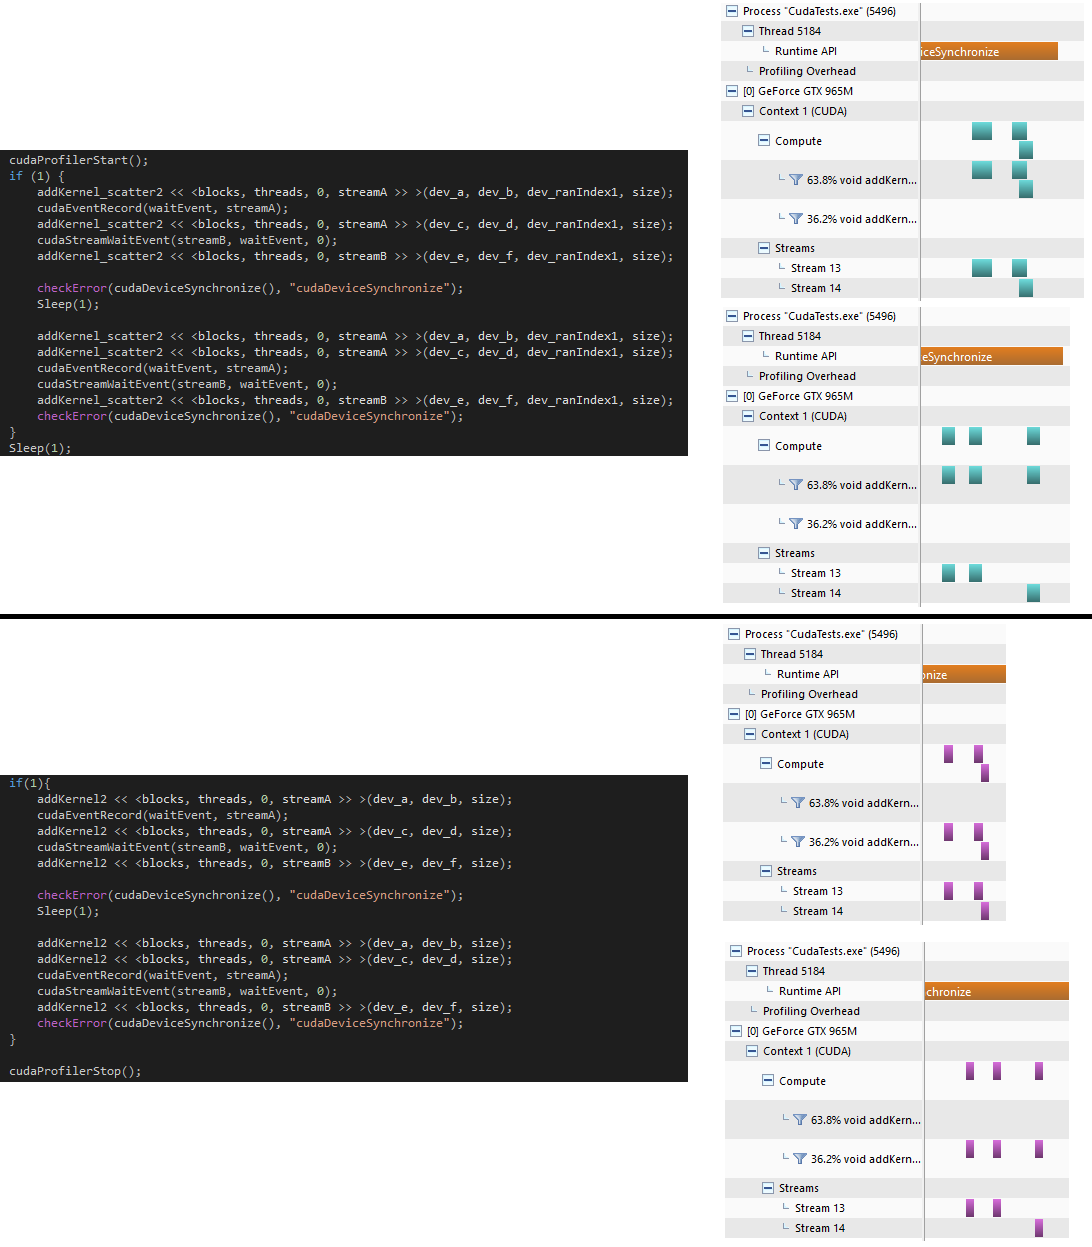 cudaProfilerStart();
if (1) {
addKernel_scatter2 << <blocks, threads, 0, streamA >> >(dev_a, dev_b, dev_ranIndex1, size);
cudaEventRecord(waitEvent, streamA);
addKernel_scatter2 << <blocks, threads, 0, streamA >> >(dev_c, dev_d, dev_ranIndex1, size);
cudaStreamWaitEvent(streamB, waitEvent, 0);
addKernel_scatter2 << <blocks, threads, 0, streamB >> >(dev_e, dev_f, dev_ranIndex1, size);
checkError(cudaDeviceSynchronize(), "cudaDeviceSynchronize");
Sleep(1);
addKernel_scatter2 << <blocks, threads, 0, streamA >> >(dev_a, dev_b, dev_ranIndex1, size);
addKernel_scatter2 << <blocks, threads, 0, streamA >> >(dev_c, dev_d, dev_ranIndex1, size);
cudaEventRecord(waitEvent, streamA);
cudaStreamWaitEvent(streamB, waitEvent, 0);
addKernel_scatter2 << <blocks, threads, 0, streamB >> >(dev_e, dev_f, dev_ranIndex1, size);
checkError(cudaDeviceSynchronize(), "cudaDeviceSynchronize");
}
Sleep(1);
Process "CudaTests.exe" (5496)
Thread 5184
Runtime API
iceSynchronize
Profiling Overhead
[0] GeForce GTX 965M
Context 1 (CUDA)
Compute
63.8% void addKern...
36.2% void addKern...
Streams
Stream 13
Stream 14
Process "CudaTests.exe" (5496)
Thread 5184
Runtime API
eSynchronize
Profiling Overhead
[0] GeForce GTX 965M
Context 1 (CUDA)
Compute
63.8% void addKern...
36.2% void addKern...
Streams
Stream 13
Stream 14
if(1){
addKernel2 << <blocks, threads, 0, streamA >> >(dev_a, dev_b, size);
cudaEventRecord(waitEvent, streamA);
addKernel2 << <blocks, threads, 0, streamA >> >(dev_c, dev_d, size);
cudaStreamWaitEvent(streamB, waitEvent, 0);
addKernel2 << <blocks, threads, 0, streamB >> >(dev_e, dev_f, size);
checkError(cudaDeviceSynchronize(), "cudaDeviceSynchronize");
Sleep(1);
addKernel2 << <blocks, threads, 0, streamA >> >(dev_a, dev_b, size);
addKernel2 << <blocks, threads, 0, streamA >> >(dev_c, dev_d, size);
cudaEventRecord(waitEvent, streamA);
cudaStreamWaitEvent(streamB, waitEvent, 0);
addKernel2 << <blocks, threads, 0, streamB >> >(dev_e, dev_f, size);
checkError(cudaDeviceSynchronize(), "cudaDeviceSynchronize");
}
cudaProfilerStop();
Process "CudaTests.exe" (5496)
Thread 5184
Runtime API
onize
Profiling Overhead
[0] GeForce GTX 965M
Context 1 (CUDA)
Compute
63.8% void addKern...
36.2% void addKern...
Streams
Stream 13
Stream 14
Process "CudaTests.exe" (5496)
Thread 5184
Runtime API
chronize
Profiling Overhead
[0] GeForce GTX 965M
Context 1 (CUDA)
Compute
63.8% void addKern...
36.2% void addKern...
Streams
Stream 13
Stream 14